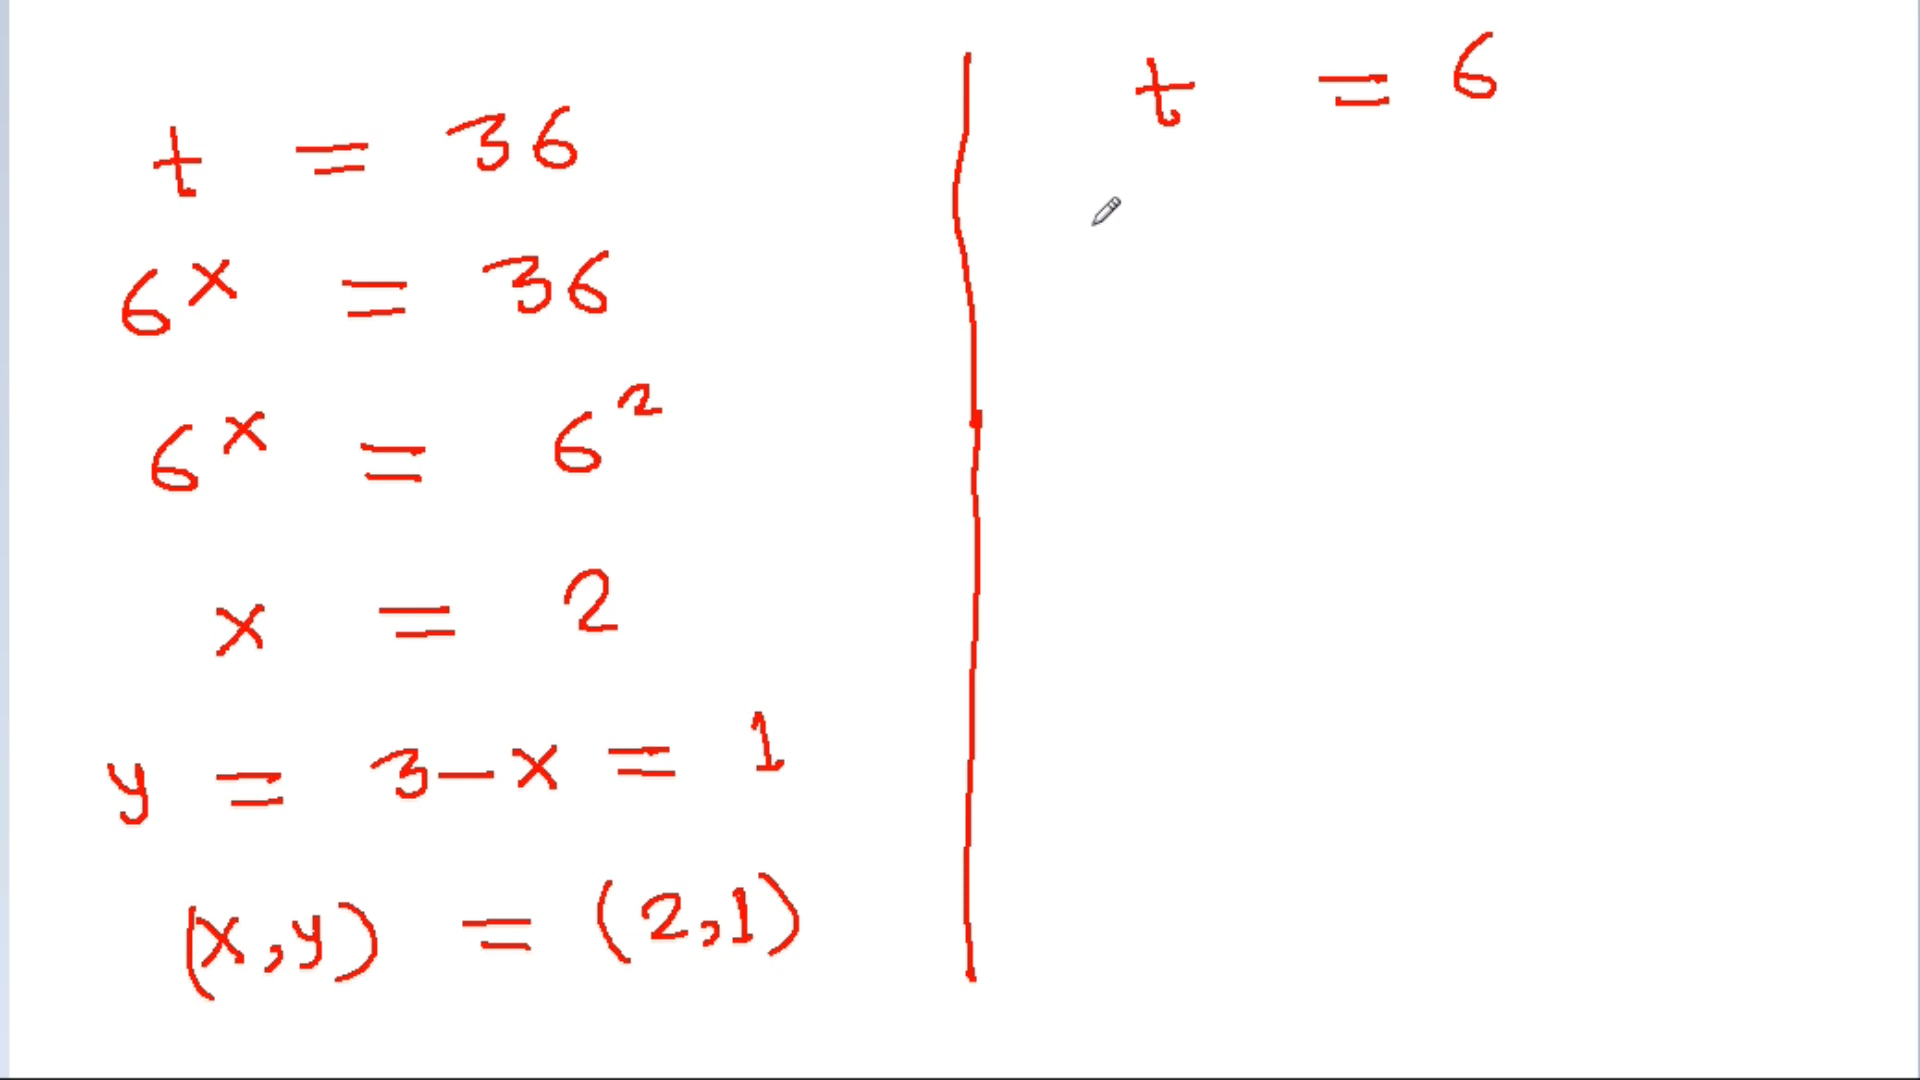 t = 36
6^x = 36
6^x = 6^2
x = 2
y = 3 - x = 1
(x,y) = (2,1)
t = 6